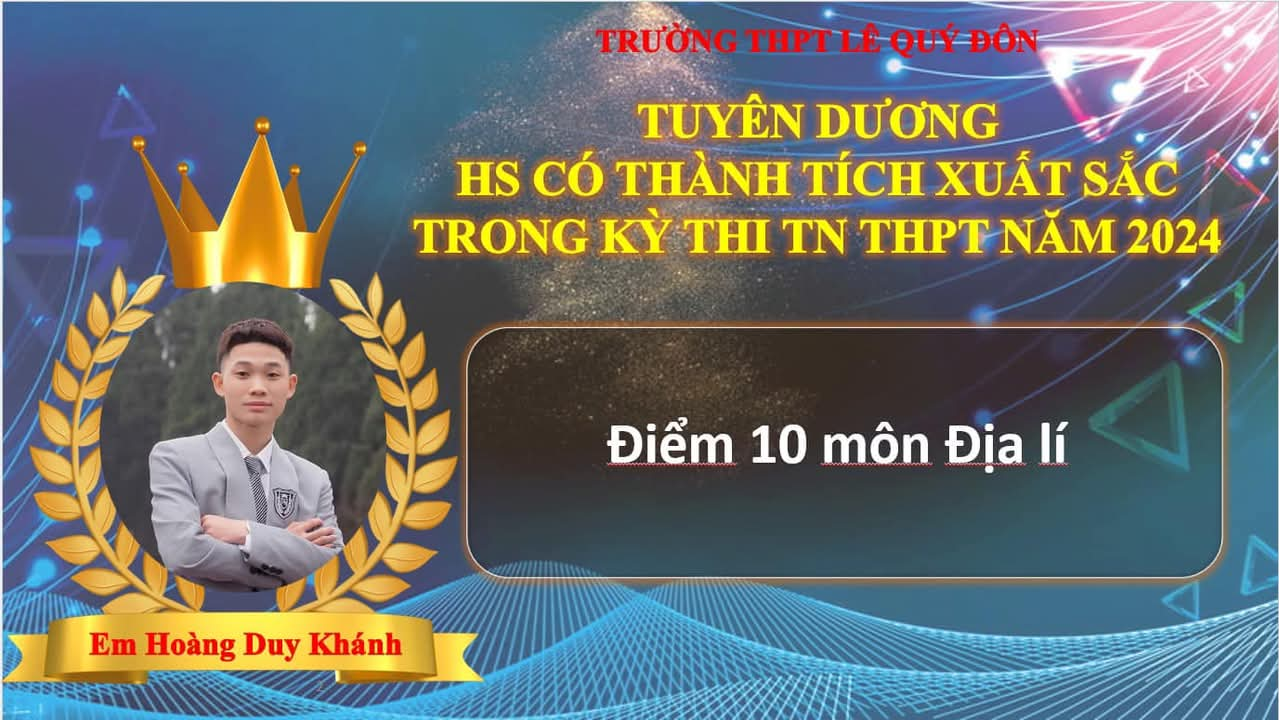 TRƯỜNG THPT LÊ QUÝ ĐÔN
TUYÊN DƯƠNG
HS CÓ THÀNH TÍCH XUẤT SẮC
TRONG KỲ THI TN THPT NĂM 2024
Điểm 10 môn Địa lí
Em Hoàng Duy Khánh